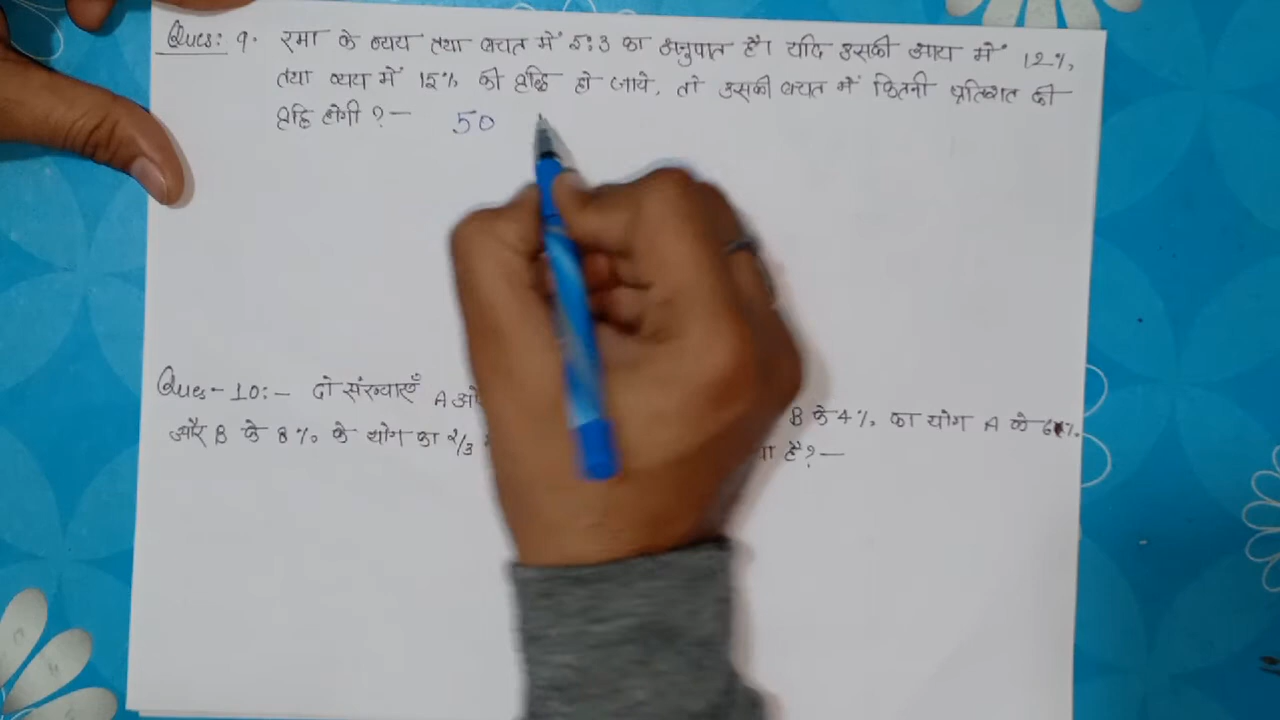 Ques: 9. रमा के व्यय तथा बचत में 5:3 का अनुपात है। यदि उसकी आय में 12%,
तथा व्यय में 15% की वृद्धि हो जाये, तो उसकी बचत में कितनी प्रतिशत की
वृद्धि होगी ? — 50
Ques - 10:- दो संख्याएँ A B के 4% का योग A के 6%
और B के 8% के योग का 2/3 है? —